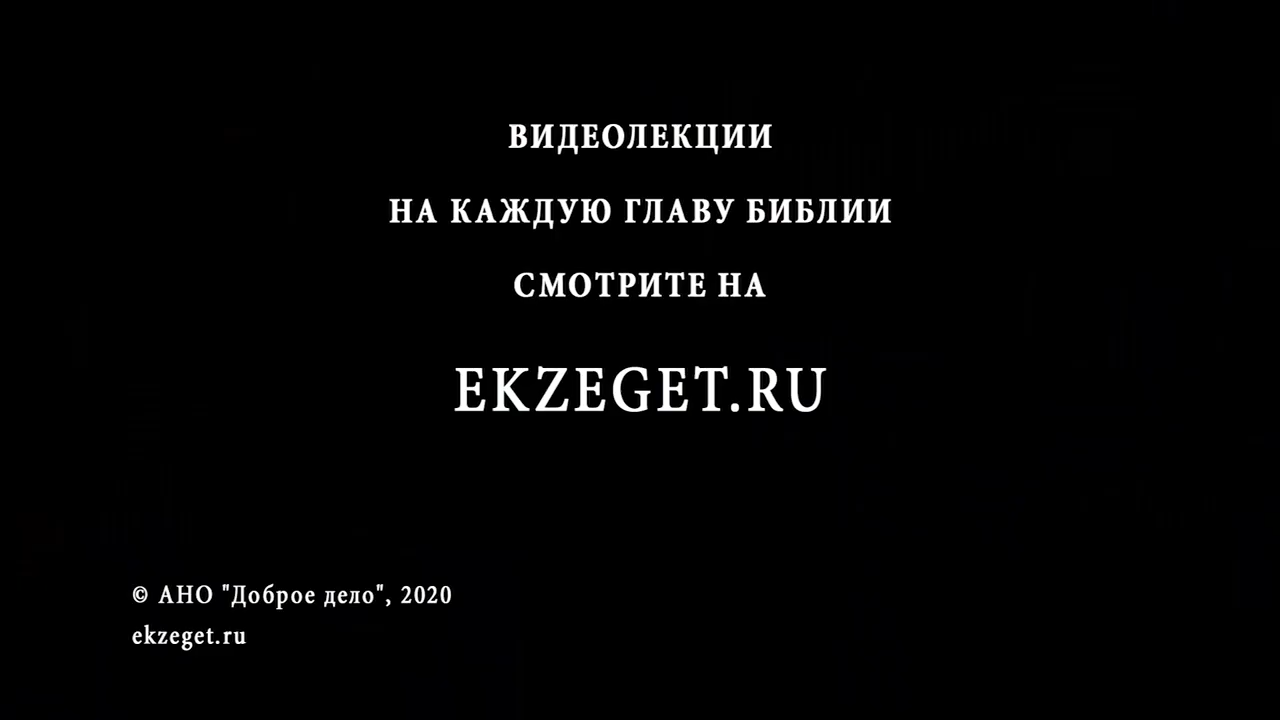 ВИДЕОЛЕКЦИИ
НА КАЖДУЮ ГЛАВУ БИБЛИИ
СМОТРИТЕ НА
EKZEGET.RU
© АНО "Доброе дело", 2020
ekzeget.ru